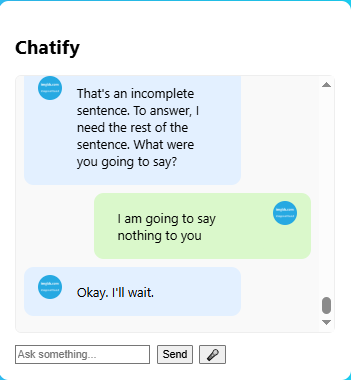 Chatify
That's an incomplete
sentence. To answer, I
need the rest of the
sentence. What were
you going to say?
I am going to say
nothing to you
Okay. I'll wait.
Ask something...
Send